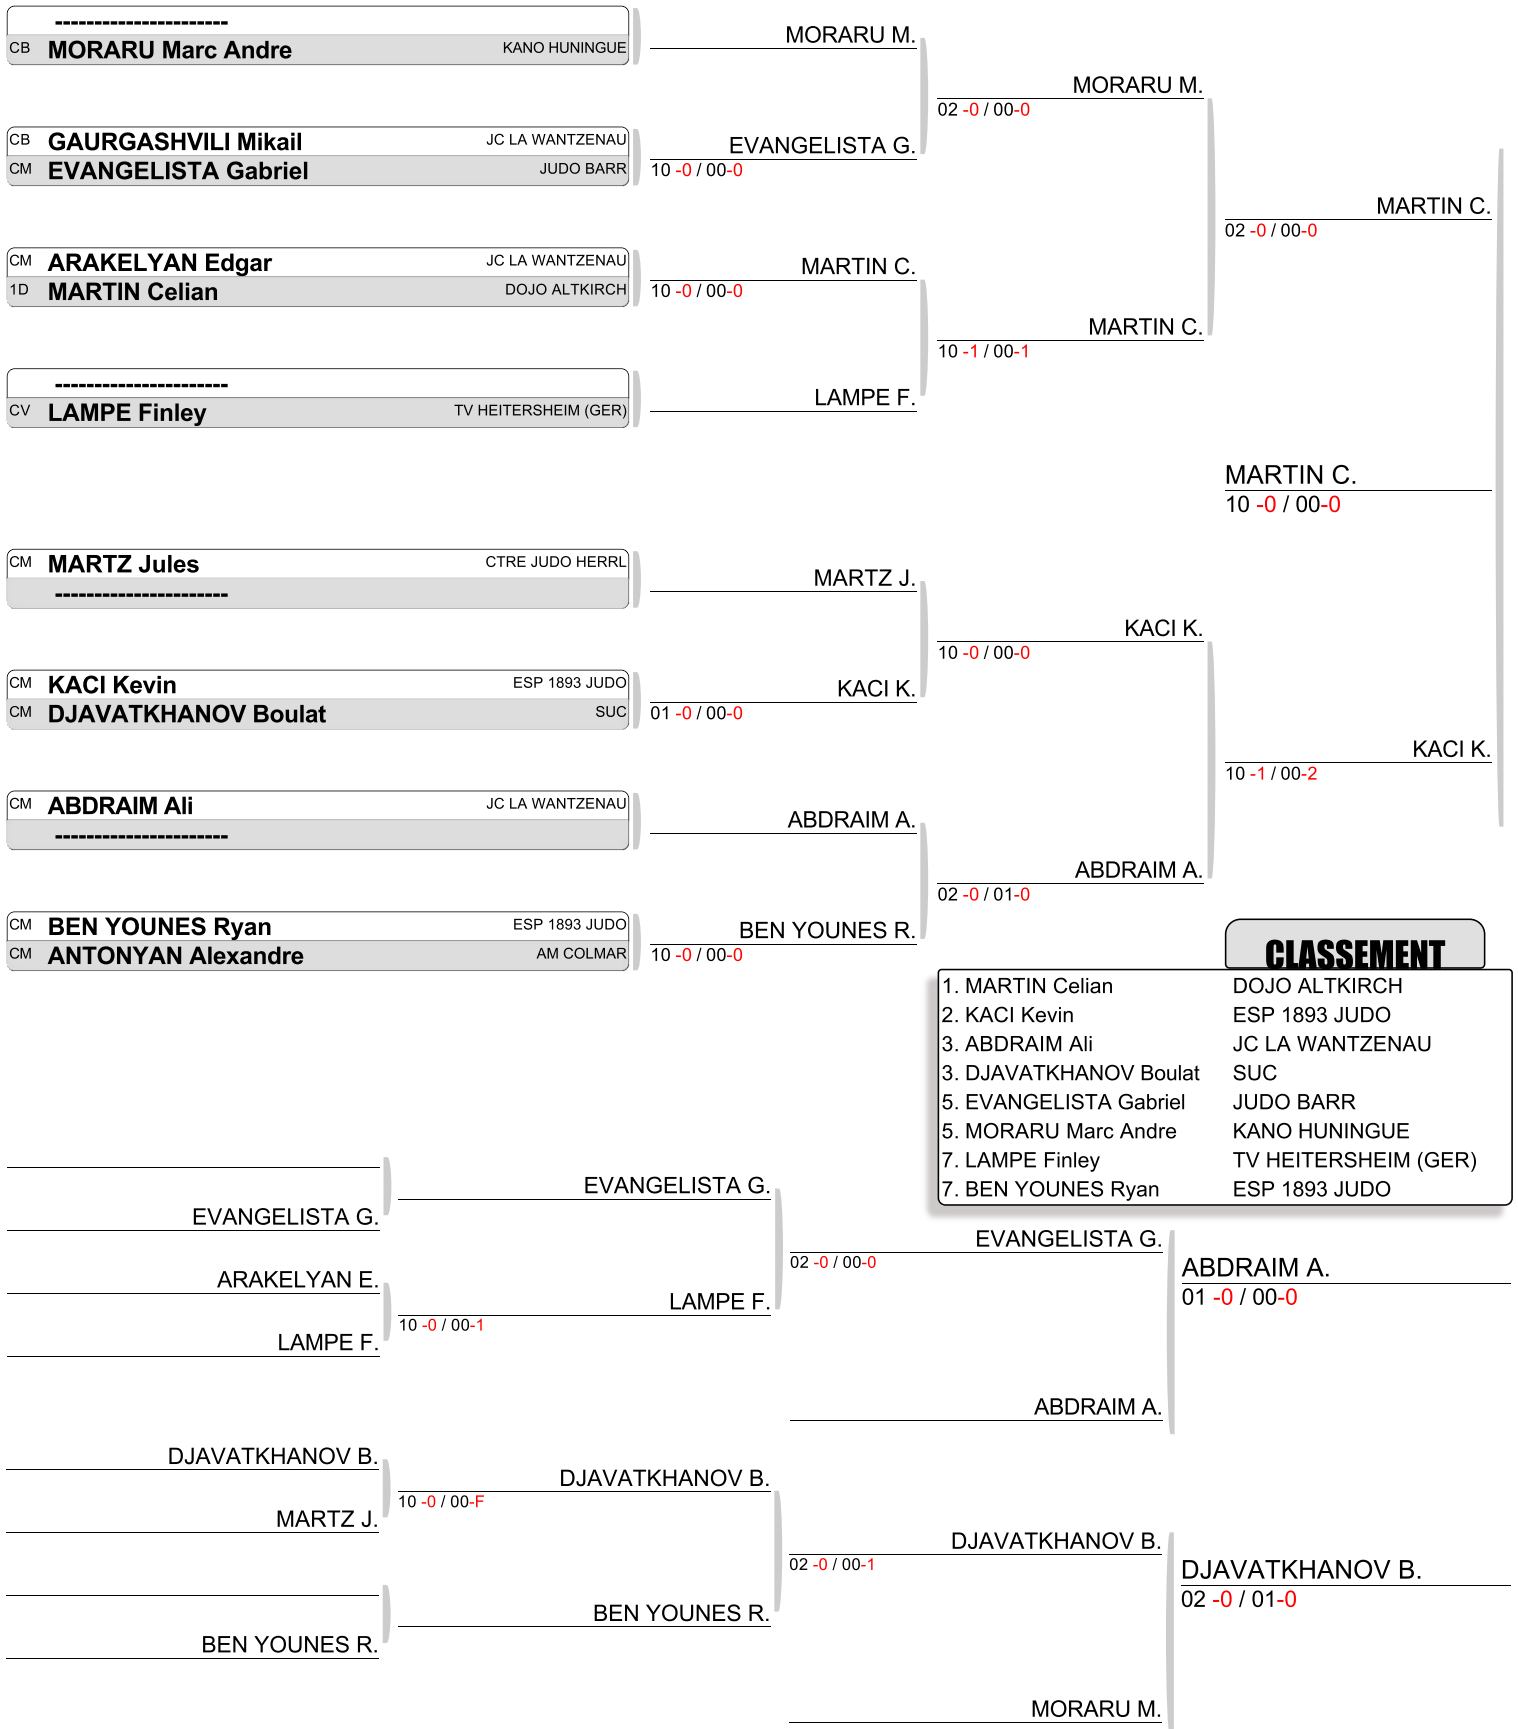 ----------------------
CB MORARU Marc Andre KANO HUNINGUE
CB GAURGASHVILI Mikail JC LA WANTZENAU
CM EVANGELISTA Gabriel JUDO BARR
CM ARAKELYAN Edgar JC LA WANTZENAU
1D MARTIN Celian DOJO ALTKIRCH
----------------------
CV LAMPE Finley TV HEITERSHEIM (GER)
CM MARTZ Jules CTRE JUDO HERRL
----------------------
CM KACI Kevin ESP 1893 JUDO
CM DJAVATKHANOV Boulat SUC
CM ABDRAIM Ali JC LA WANTZENAU
----------------------
CM BEN YOUNES Ryan ESP 1893 JUDO
CM ANTONYAN Alexandre AM COLMAR
MORARU M.
EVANGELISTA G.
10 -0 / 00-0
MARTIN C.
10 -0 / 00-0
LAMPE F.
MARTZ J.
KACI K.
01 -0 / 00-0
ABDRAIM A.
BEN YOUNES R.
10 -0 / 00-0
MORARU M.
02 -0 / 00-0
MARTIN C.
10 -1 / 00-1
KACI K.
10 -0 / 00-0
ABDRAIM A.
02 -0 / 01-0
MARTIN C.
02 -0 / 00-0
MARTIN C.
10 -0 / 00-0
KACI K.
10 -1 / 00-2
CLASSEMENT
1. MARTIN Celian DOJO ALTKIRCH
2. KACI Kevin ESP 1893 JUDO
3. ABDRAIM Ali JC LA WANTZENAU
3. DJAVATKHANOV Boulat SUC
5. EVANGELISTA Gabriel JUDO BARR
5. MORARU Marc Andre KANO HUNINGUE
7. LAMPE Finley TV HEITERSHEIM (GER)
7. BEN YOUNES Ryan ESP 1893 JUDO
EVANGELISTA G.
ARAKELYAN E.
LAMPE F.
DJAVATKHANOV B.
MARTZ J.
BEN YOUNES R.
EVANGELISTA G.
LAMPE F.
10 -0 / 00-1
DJAVATKHANOV B.
10 -0 / 00-F
BEN YOUNES R.
EVANGELISTA G.
02 -0 / 00-0
ABDRAIM A.
DJAVATKHANOV B.
02 -0 / 00-1
MORARU M.
ABDRAIM A.
01 -0 / 00-0
DJAVATKHANOV B.
02 -0 / 01-0